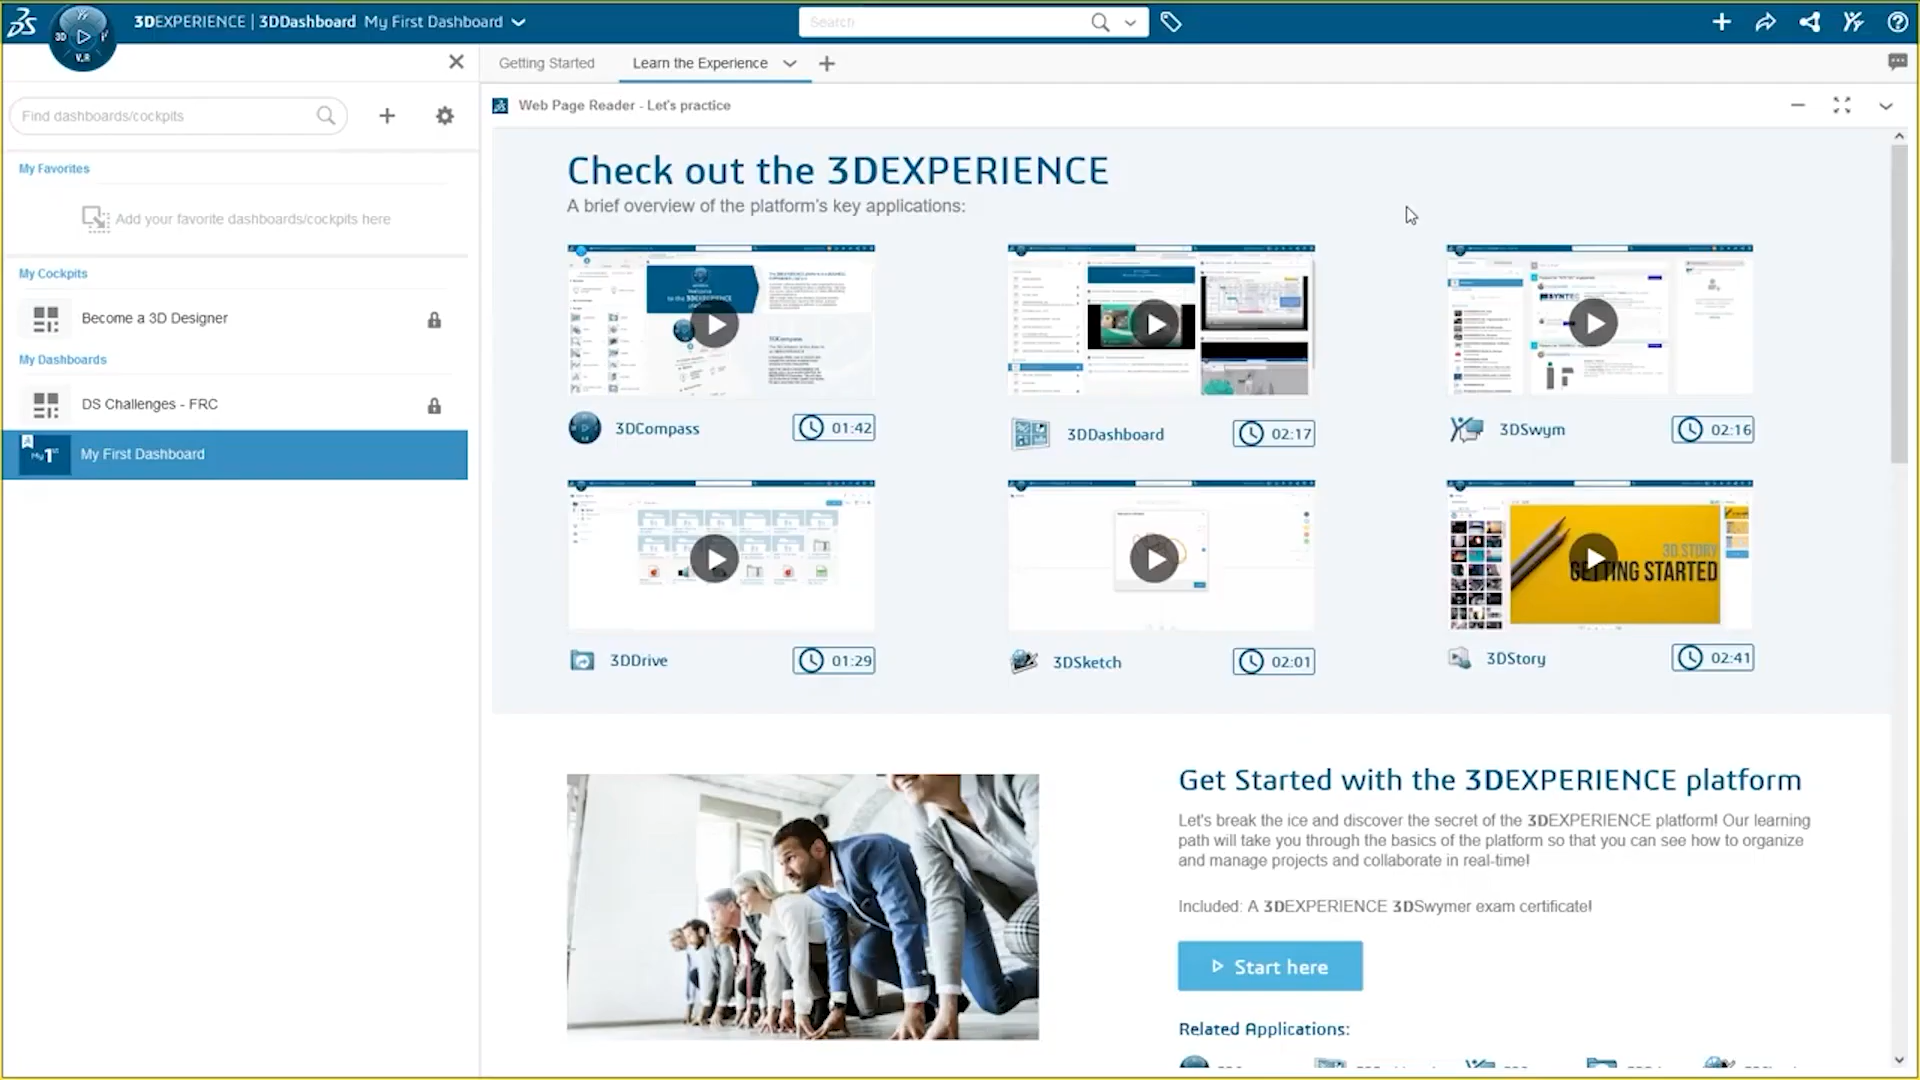 3DEXPERIENCE | 3DDashboard My First Dashboard
Search
3D
V.R
Getting Started
Learn the Experience
Find dashboards/cockpits
Web Page Reader - Let's practice
My Favorites
Add your favorite dashboards/cockpits here
My Cockpits
Become a 3D Designer
My Dashboards
DS Challenges - FRC
My 1st
My First Dashboard
Check out the 3DEXPERIENCE
A brief overview of the platform's key applications:
3DCompass
01:42
3DDashboard
02:17
SYNTEC
3DSwym
02:16
3DDrive
01:29
3DSketch
02:01
3D STORY
GETTING STARTED
3DStory
02:41
Get Started with the 3DEXPERIENCE platform
Let's break the ice and discover the secret of the 3DEXPERIENCE platform! Our learning
path will take you through the basics of the platform so that you can see how to organize
and manage projects and collaborate in real-time!
Included: A 3DEXPERIENCE 3DSwymer exam certificate!
Start here
Related Applications: